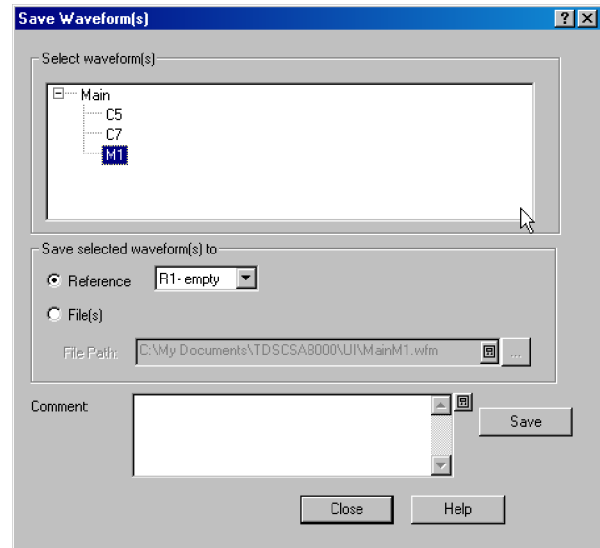 Save Waveform(s)
Select waveform(s)
Main
C5
C7
M1
Save selected waveform(s) to
Reference
R1- empty
File(s)
File Path:
C:\My Documents\TDSCSA8000\UI\MainM1.wfm
...
Comment:
Save
Close
Help